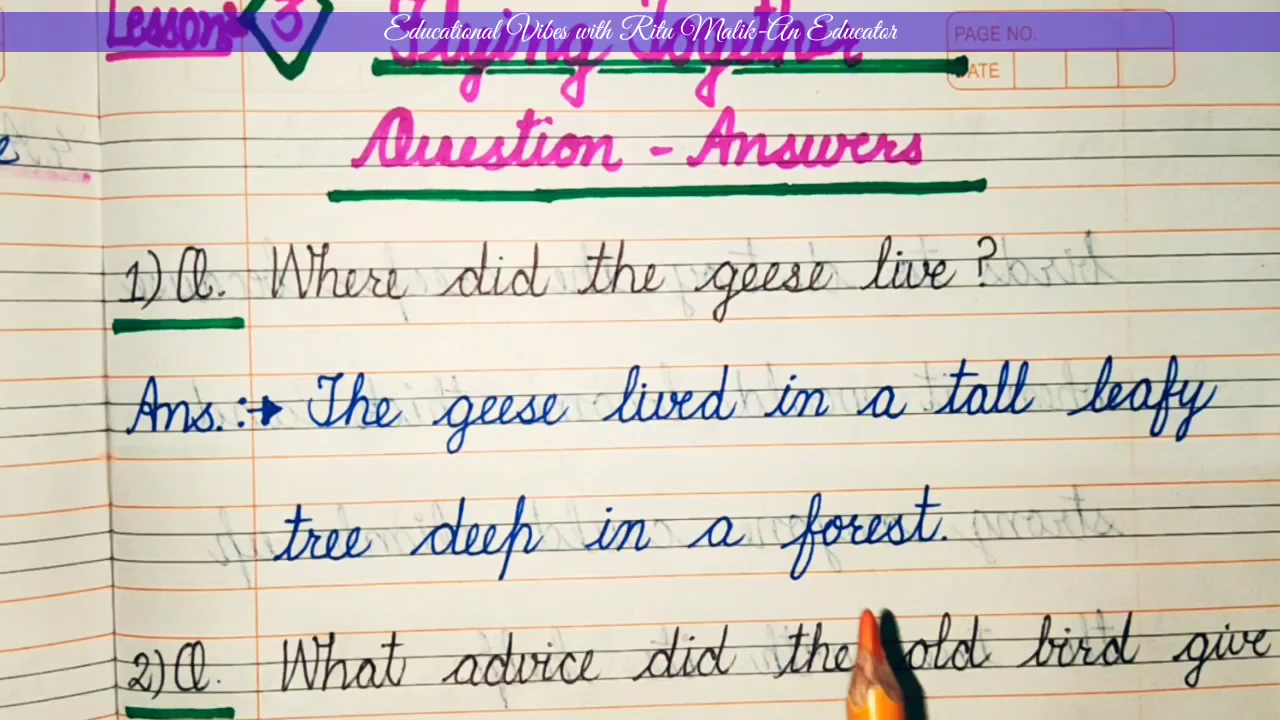 Educational Vibes with Ritu Malik-An Educator
Lesson 3 Flying Together
PAGE NO.
DATE
Question - Answers
1) Q. Where did the geese live?
Ans. :→ The geese lived in a tall leafy
tree deep in a forest.
2) Q. What advice did the old bird give